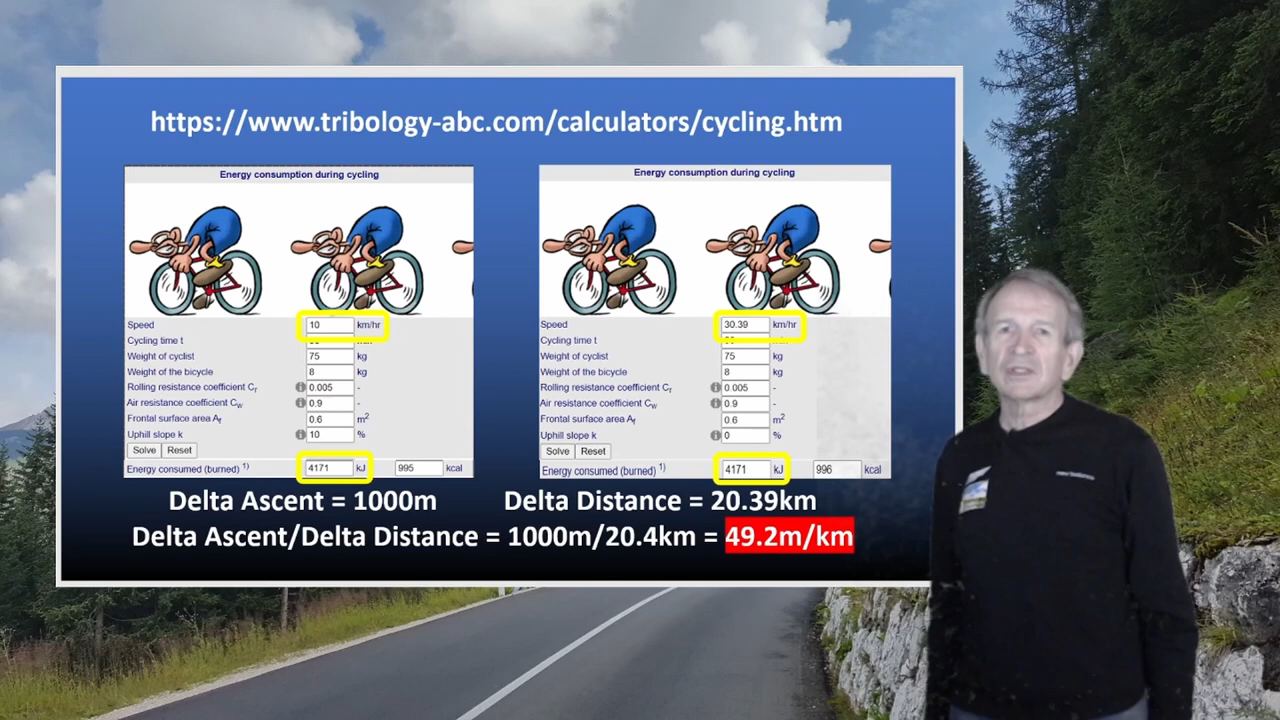 https://www.tribology-abc.com/calculators/cycling.htm
Energy consumption during cycling
Speed 10 km/hr
Cycling time t
Weight of cyclist 75 kg
Weight of the bicycle 8 kg
Rolling resistance coefficient Cr 0.005 -
Air resistance coefficient Cw 0.9 -
Frontal surface area Af 0.6 m2
Uphill slope k 10 %
Solve Reset
Energy consumed (burned) 1) 4171 kJ 995 kcal
Energy consumption during cycling
Speed 30.39 km/hr
Cycling time t
Weight of cyclist 75 kg
Weight of the bicycle 8 kg
Rolling resistance coefficient Cr 0.005 -
Air resistance coefficient Cw 0.9 -
Frontal surface area Af 0.6 m2
Uphill slope k 0 %
Solve Reset
Energy consumed (burned) 1) 4171 kJ 996 kcal
Delta Ascent = 1000m
Delta Distance = 20.39km
Delta Ascent/Delta Distance = 1000m/20.4km = 49.2m/km